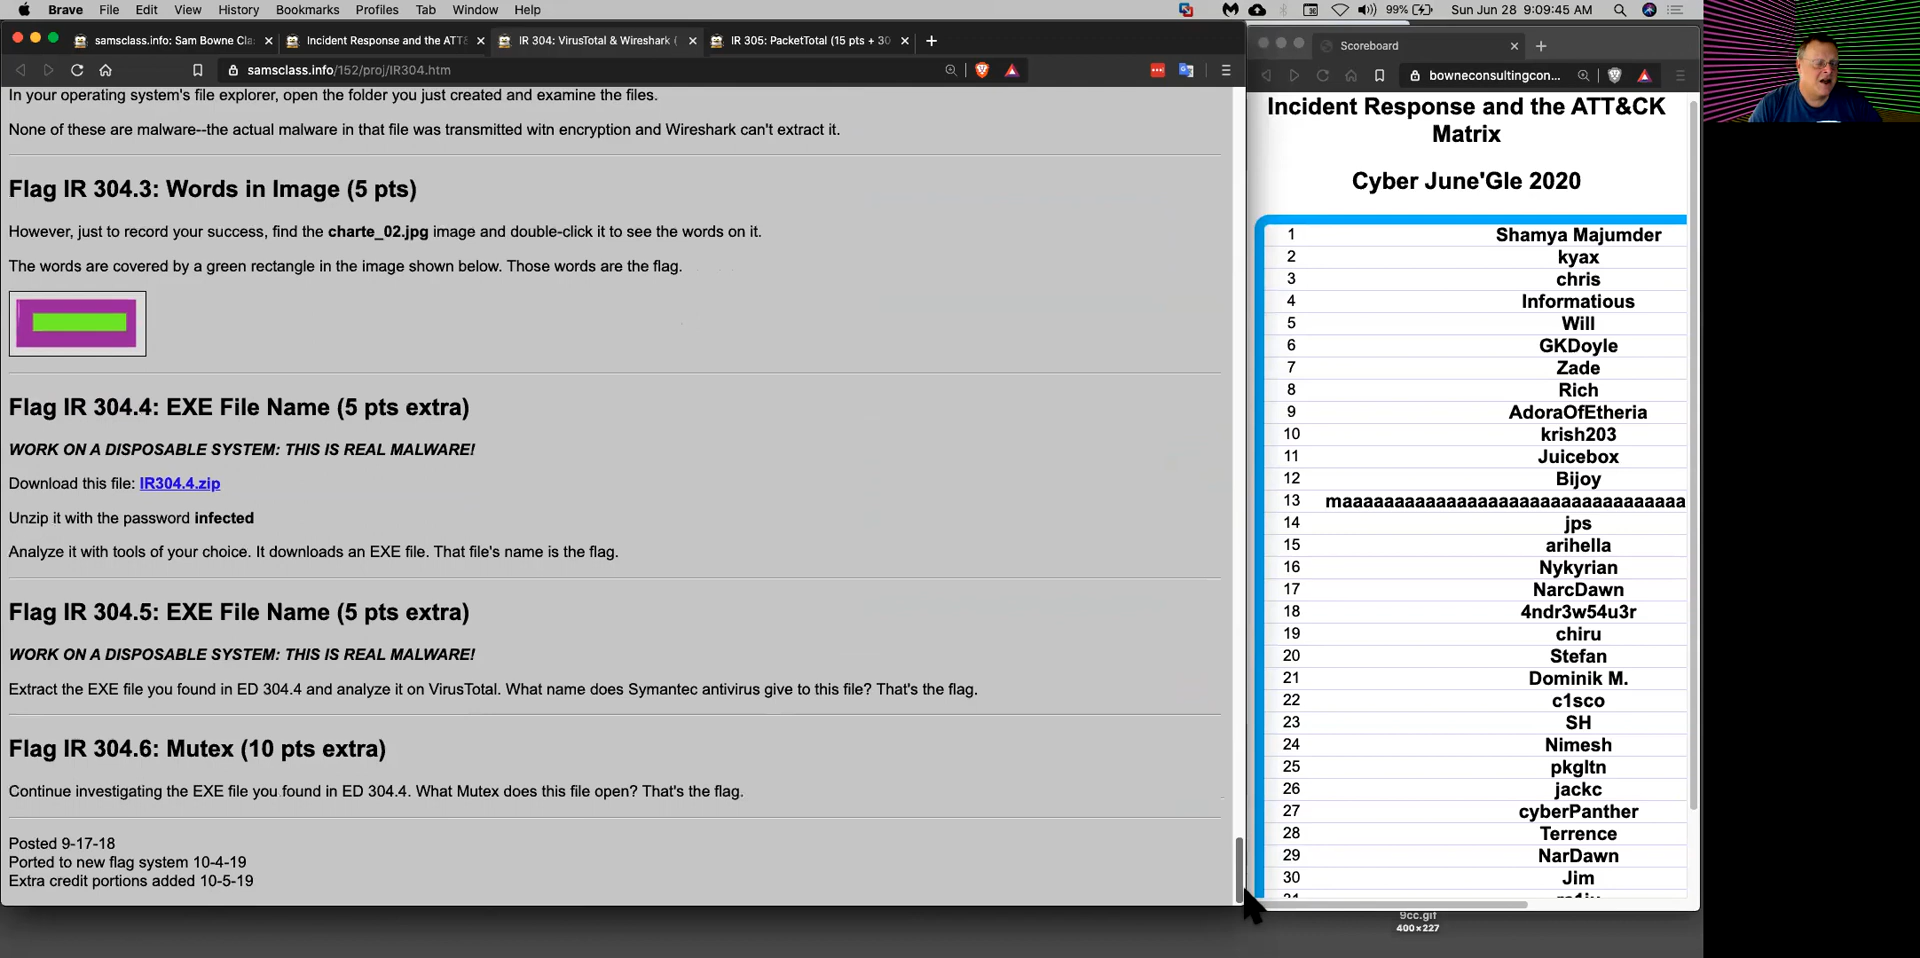 Brave File Edit View History Bookmarks Profiles Tab Window Help
99% Sun Jun 28 9:09:45 AM
samsclass.info: Sam Bowne Cla
Incident Response and the ATT&
IR 304: VirusTotal & Wireshark (
IR 305: PacketTotal (15 pts + 30
samsclass.info/152/proj/IR304.htm
In your operating system's file explorer, open the folder you just created and examine the files.
None of these are malware--the actual malware in that file was transmitted witn encryption and Wireshark can't extract it.
Flag IR 304.3: Words in Image (5 pts)
However, just to record your success, find the charte_02.jpg image and double-click it to see the words on it.
The words are covered by a green rectangle in the image shown below. Those words are the flag.
Flag IR 304.4: EXE File Name (5 pts extra)
WORK ON A DISPOSABLE SYSTEM: THIS IS REAL MALWARE!
Download this file: IR304.4.zip
Unzip it with the password infected
Analyze it with tools of your choice. It downloads an EXE file. That file's name is the flag.
Flag IR 304.5: EXE File Name (5 pts extra)
WORK ON A DISPOSABLE SYSTEM: THIS IS REAL MALWARE!
Extract the EXE file you found in ED 304.4 and analyze it on VirusTotal. What name does Symantec antivirus give to this file? That's the flag.
Flag IR 304.6: Mutex (10 pts extra)
Continue investigating the EXE file you found in ED 304.4. What Mutex does this file open? That's the flag.
Posted 9-17-18
Ported to new flag system 10-4-19
Extra credit portions added 10-5-19
Scoreboard
bowneconsultingcon...
Incident Response and the ATT&CK
Matrix
Cyber June'Gle 2020
1 Shamya Majumder
2 kyax
3 chris
4 Informatious
5 Will
6 GKDoyle
7 Zade
8 Rich
9 AdoraOfEtheria
10 krish203
11 Juicebox
12 Bijoy
13 maaaaaaaaaaaaaaaaaaaaaaaaaaaaaaaaa
14 jps
15 arihella
16 Nykyrian
17 NarcDawn
18 4ndr3w54u3r
19 chiru
20 Stefan
21 Dominik M.
22 c1sco
23 SH
24 Nimesh
25 pkgltn
26 jackc
27 cyberPanther
28 Terrence
29 NarDawn
30 Jim
9cc.gif
400×227